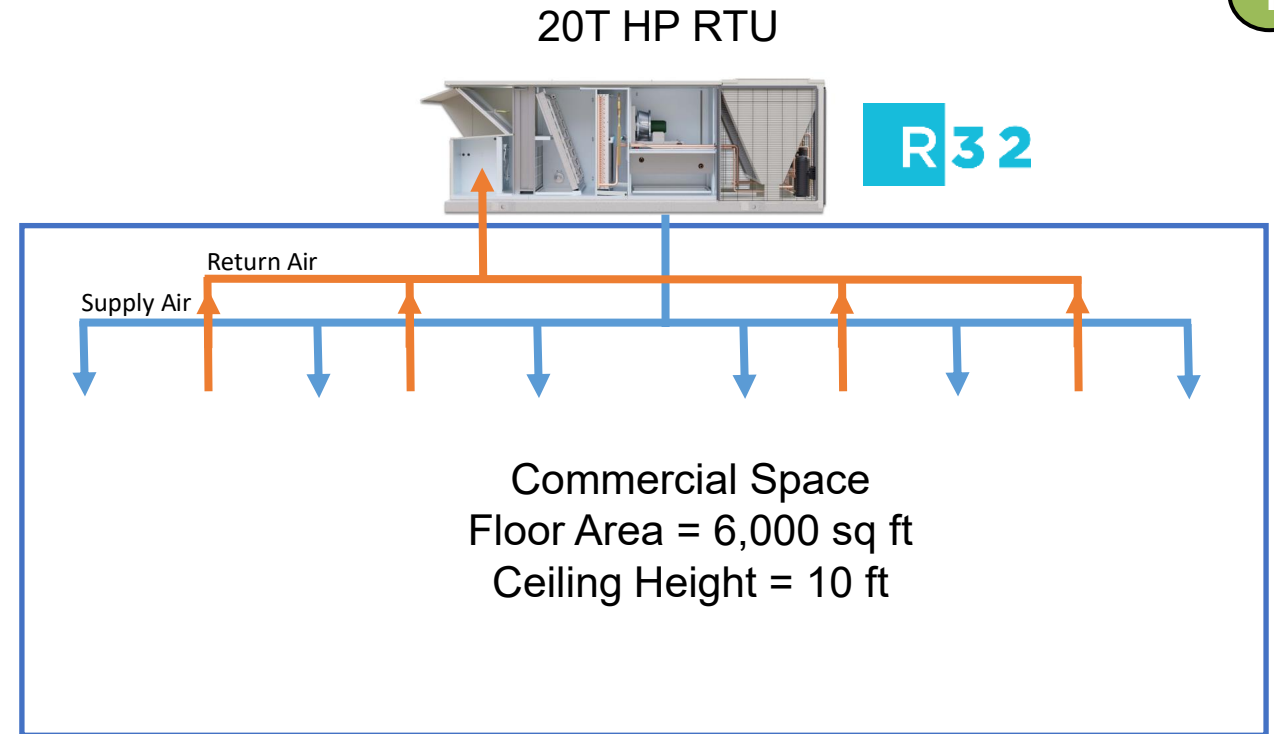 20T HP RTU
R32
Return Air
Supply Air
Commercial Space
Floor Area = 6,000 sq ft
Ceiling Height = 10 ft